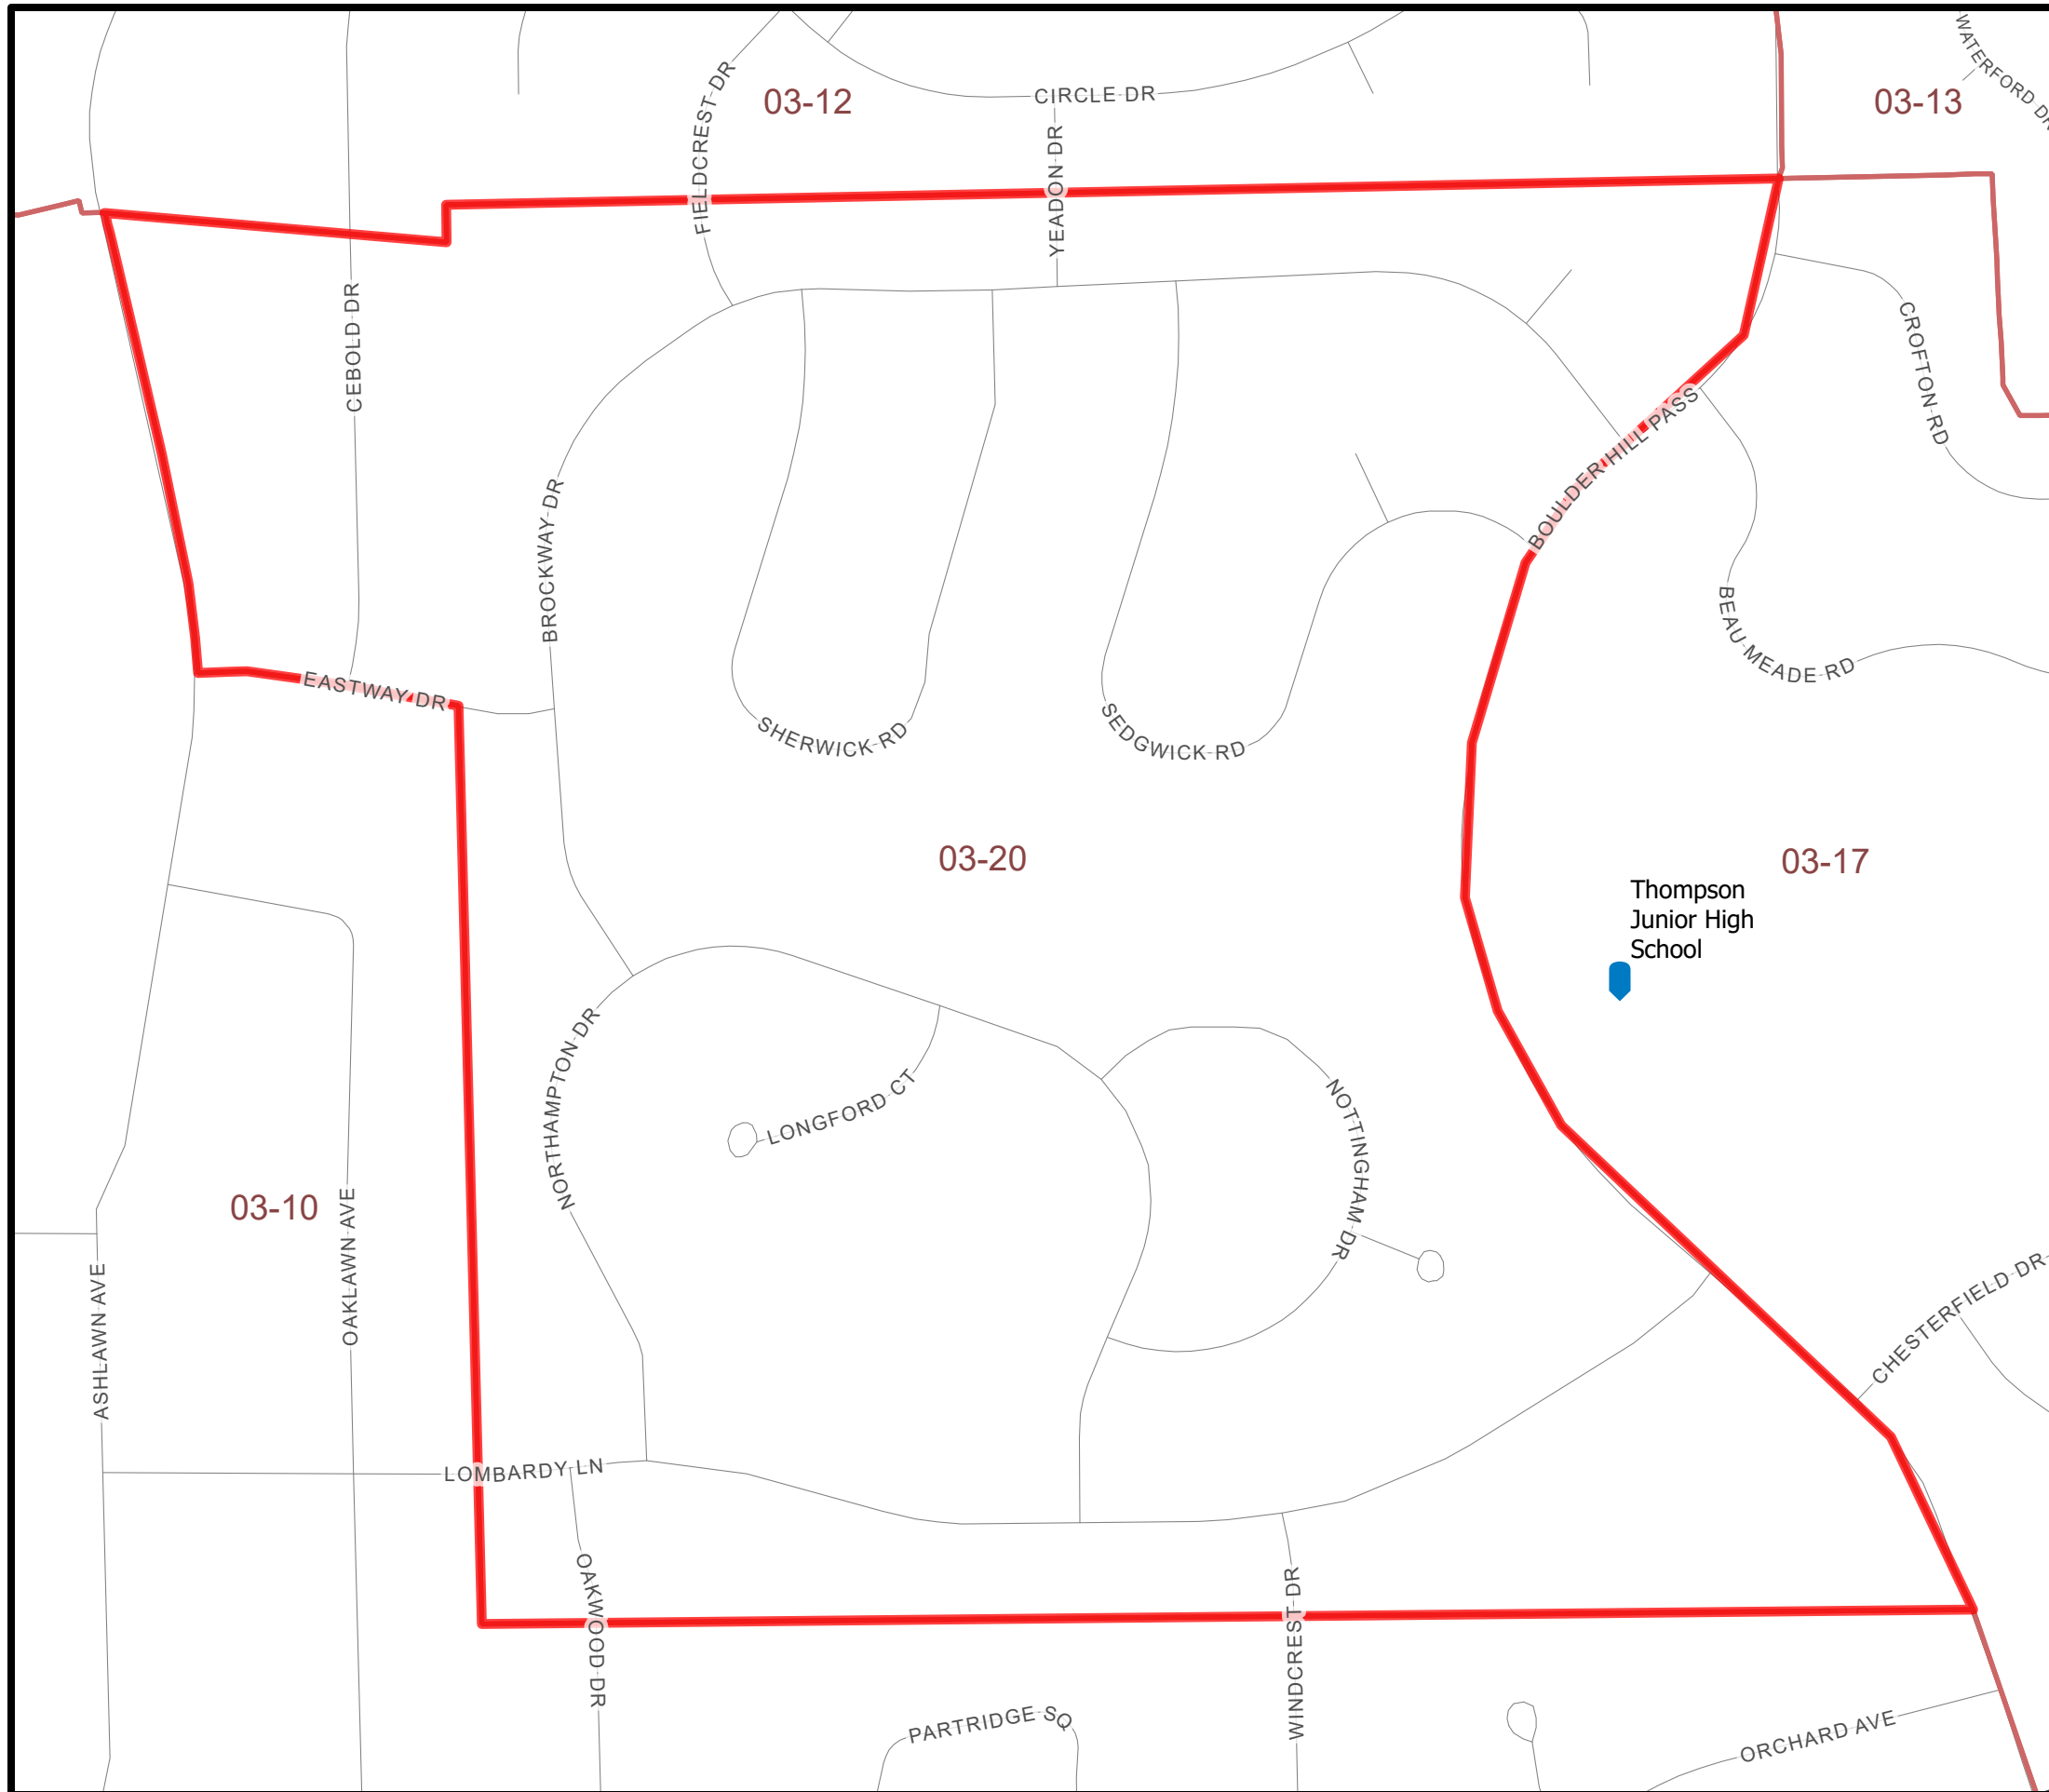 WATERFORD DR
03-12
03-13
CIRCLE DR
FIELDCREST DR
YEADON DR
CEBOLD DR
CROFTON RD
BOULDER HILL PASS
BROCKWAY DR
BEAU MEADE RD
EASTWAY DR
SHERWICK RD
SEDGWICK RD
03-20
03-17
Thompson
Junior High
School
NORTHAMPTON DR
LONGFORD CT
NOTTINGHAM DR
03-10
OAKLAWN AVE
ASHLAWN AVE
CHESTERFIELD DR
LOMBARDY LN
OAKWOOD DR
WINDCREST DR
PARTRIDGE SQ
ORCHARD AVE